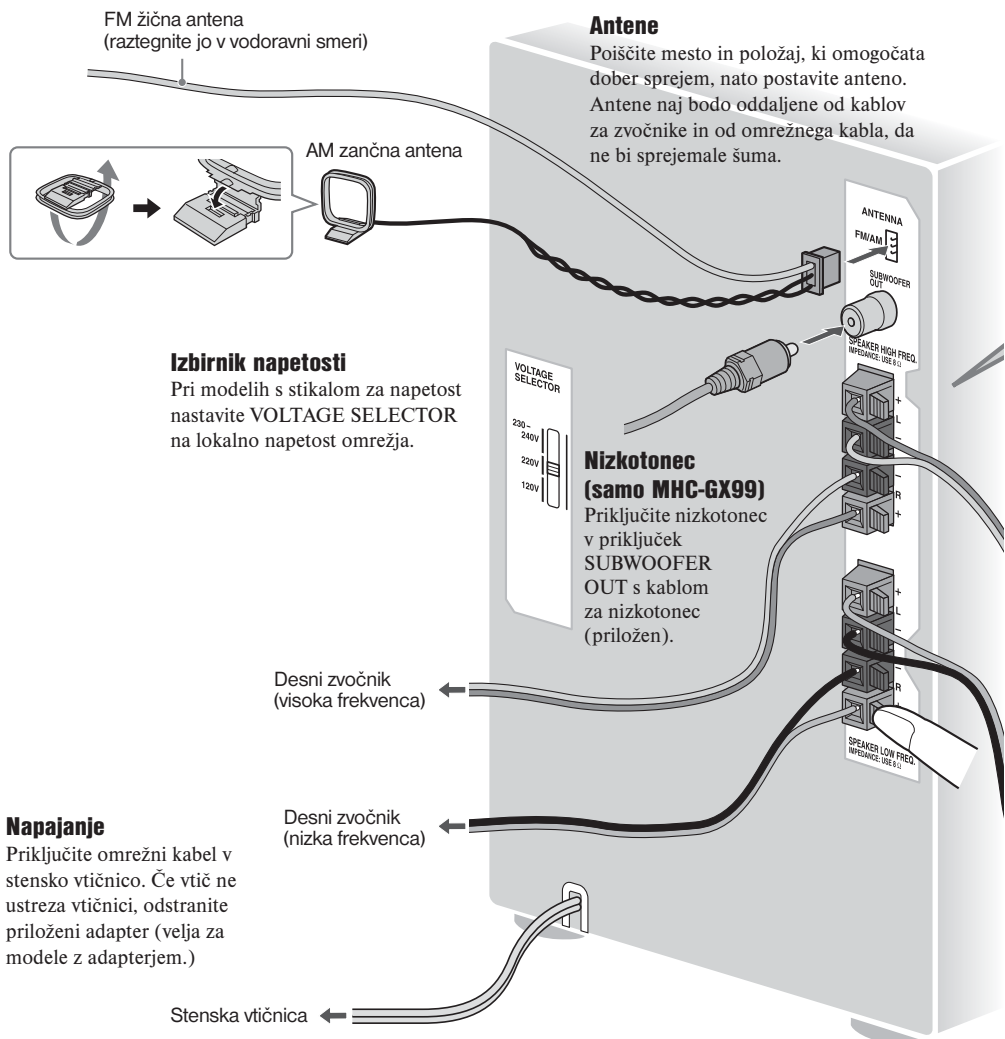 FM žična antena
(raztegnite jo v vodoravni smeri)
Antene
Poiščite mesto in položaj, ki omogočata
dober sprejem, nato postavite anteno.
Antene naj bodo oddaljene od kablov
za zvočnike in od omrežnega kabla, da
ne bi sprejemale šuma.
AM zančna antena
ANTENNA
FM/AM
SUBWOOFER
OUT
SPEAKER HIGH FREQ.
IMPEDANCE: USE 8 Ω
+
L
–
–
R
+
Izbirnik napetosti
Pri modelih s stikalom za napetost
nastavite VOLTAGE SELECTOR
na lokalno napetost omrežja.
VOLTAGE
SELECTOR
230–
240V
220V
120V
Nizkotonec
(samo MHC-GX99)
Priključite nizkotonec
v priključek
SUBWOOFER
OUT s kablom
za nizkotonec
(priložen).
+
L
–
–
R
+
SPEAKER LOW FREQ.
IMPEDANCE: USE 8 Ω
Desni zvočnik
(visoka frekvenca)
Desni zvočnik
(nizka frekvenca)
Napajanje
Priključite omrežni kabel v
stensko vtičnico. Če vtič ne
ustreza vtičnici, odstranite
priloženi adapter (velja za
modele z adapterjem.)
Stenska vtičnica